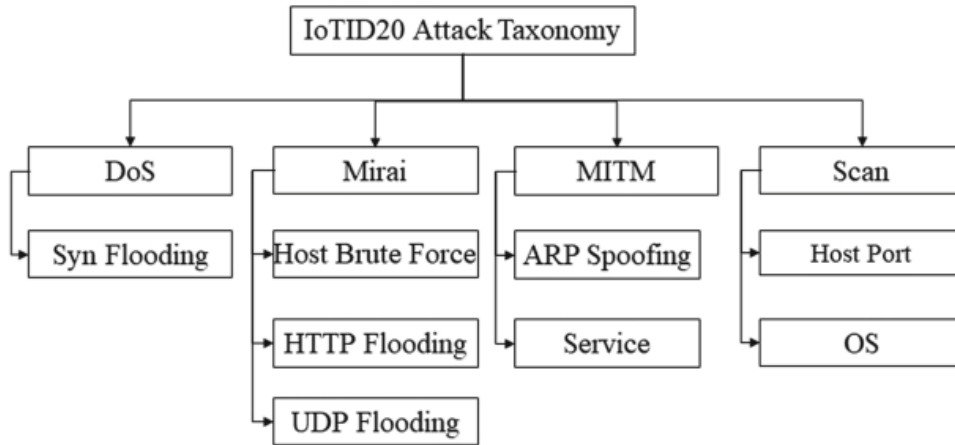 IoTID20 Attack Taxonomy
DoS
Mirai
MITM
Scan
Syn Flooding
Host Brute Force
ARP Spoofing
Host Port
HTTP Flooding
Service
OS
UDP Flooding